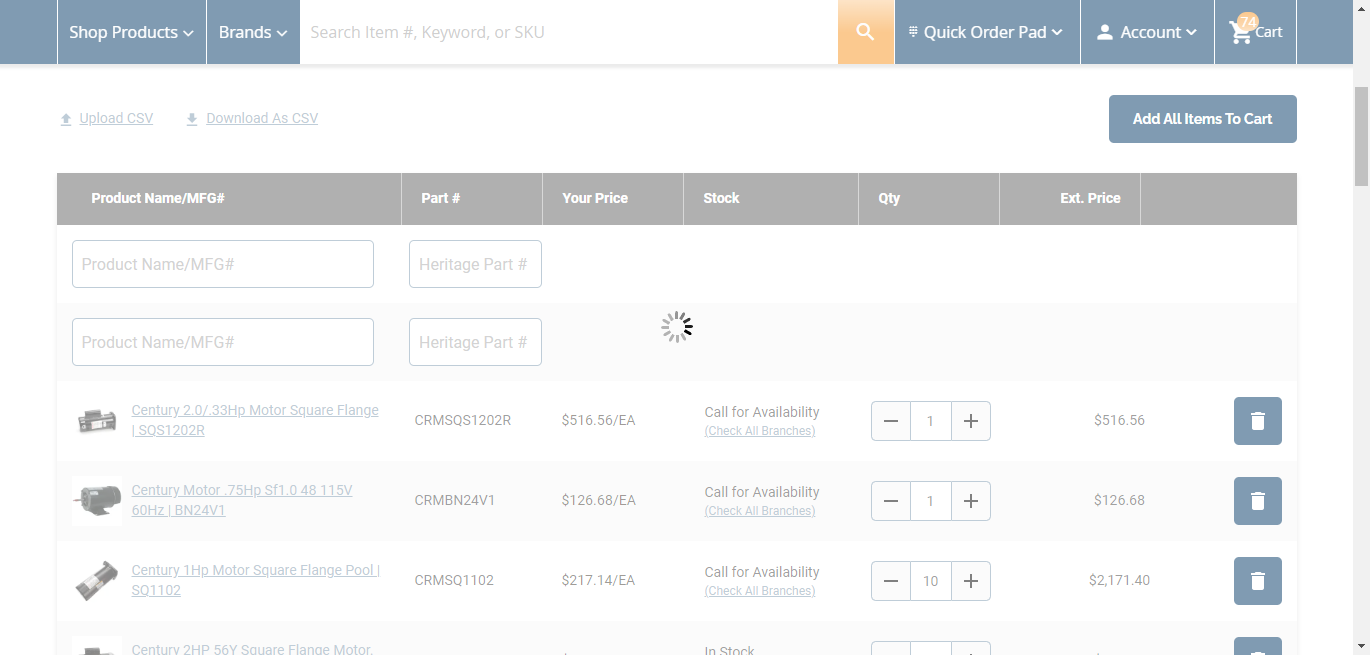 Shop Products
Brands
Search Item #, Keyword, or SKU
Quick Order Pad
Account
74
Cart
Upload CSV
Download As CSV
Add All Items To Cart
Product Name/MFG#
Part #
Your Price
Stock
Qty
Ext. Price
Product Name/MFG#
Heritage Part #
Product Name/MFG#
Heritage Part #
Century 2.0/.33Hp Motor Square Flange
| SQS1202R
CRMSQS1202R
$516.56/EA
Call for Availability
(Check All Branches)
1
$516.56
Century Motor .75Hp Sf1.0 48 115V
60Hz | BN24V1
CRMBN24V1
$126.68/EA
Call for Availability
(Check All Branches)
1
$126.68
Century 1Hp Motor Square Flange Pool |
SQ1102
CRMSQ1102
$217.14/EA
Call for Availability
(Check All Branches)
10
$2,171.40
Century 2HP 56Y Square Flange Motor,
In Stock